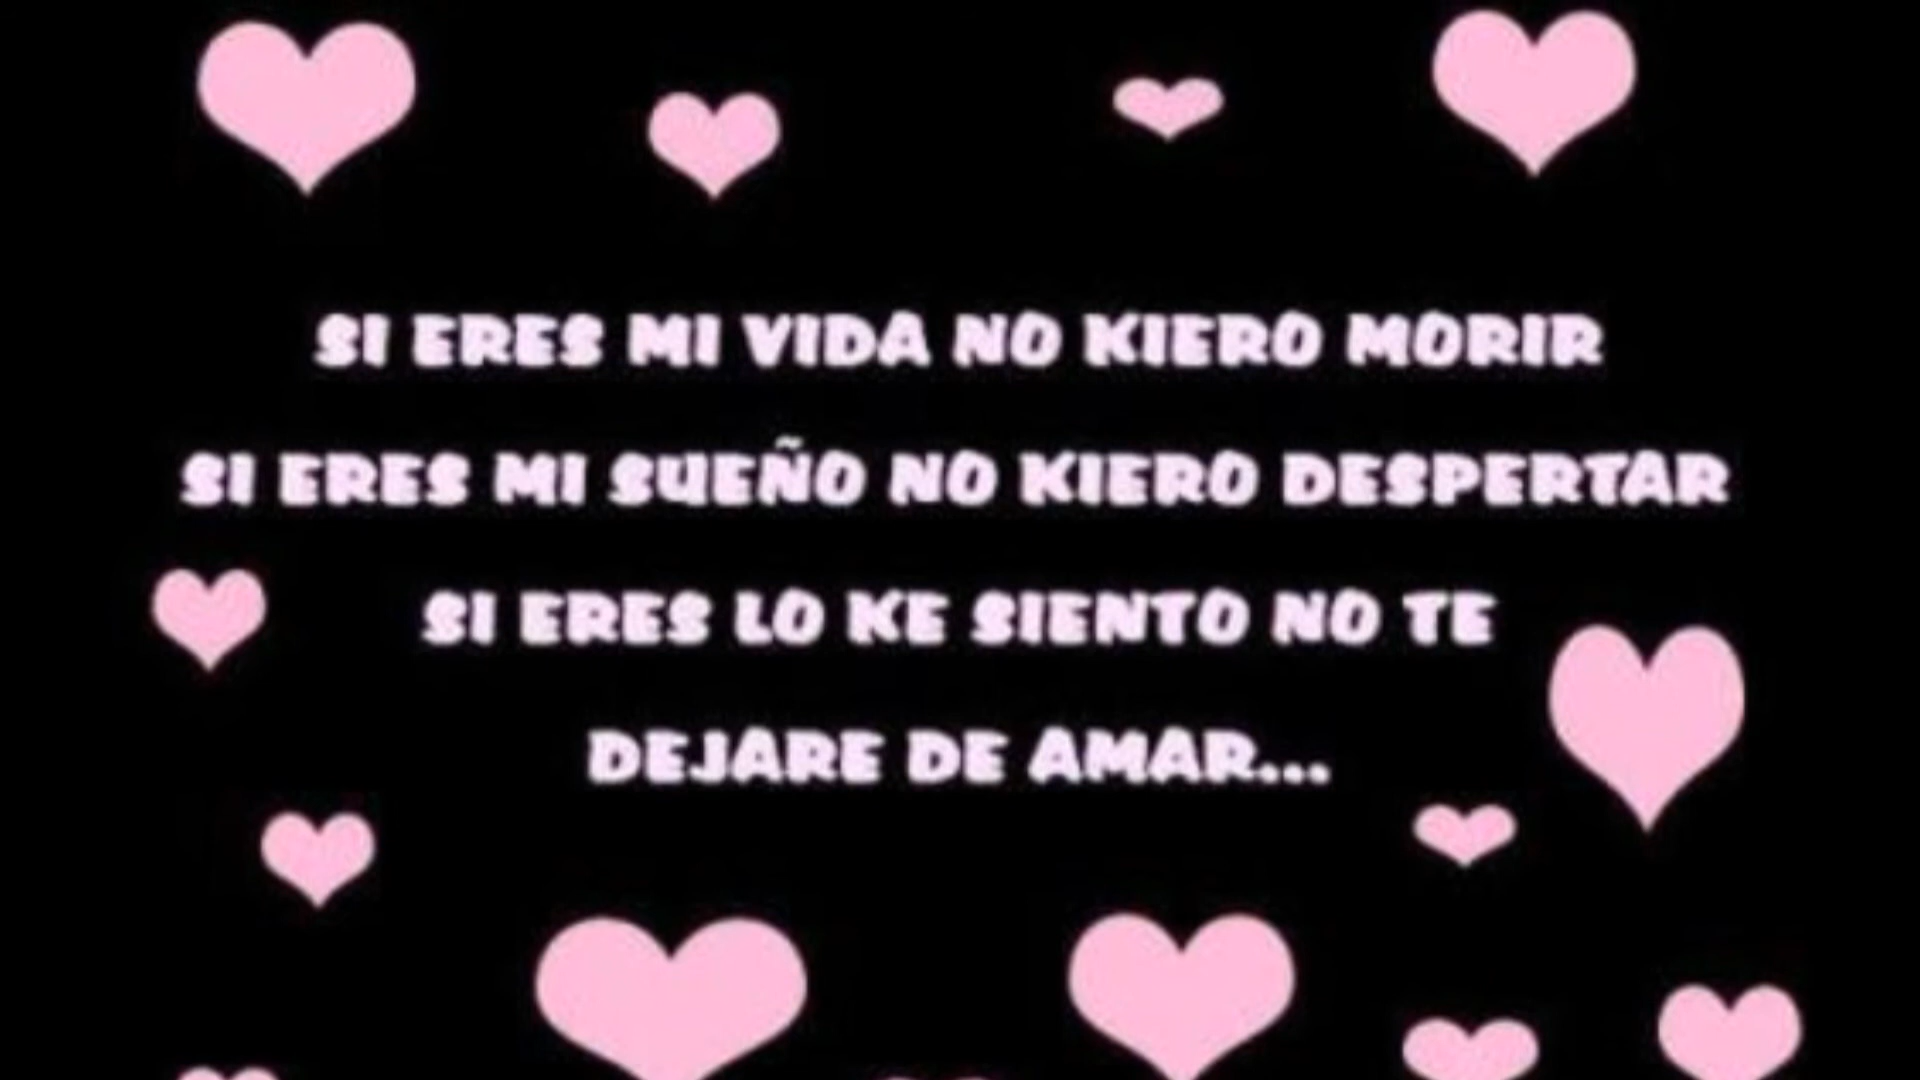 SI ERES MI VIDA NO KIERO MORIR
SI ERES MI SUEÑO NO KIERO DESPERTAR
SI ERES LO KE SIENTO NO TE
DEJARE DE AMAR...